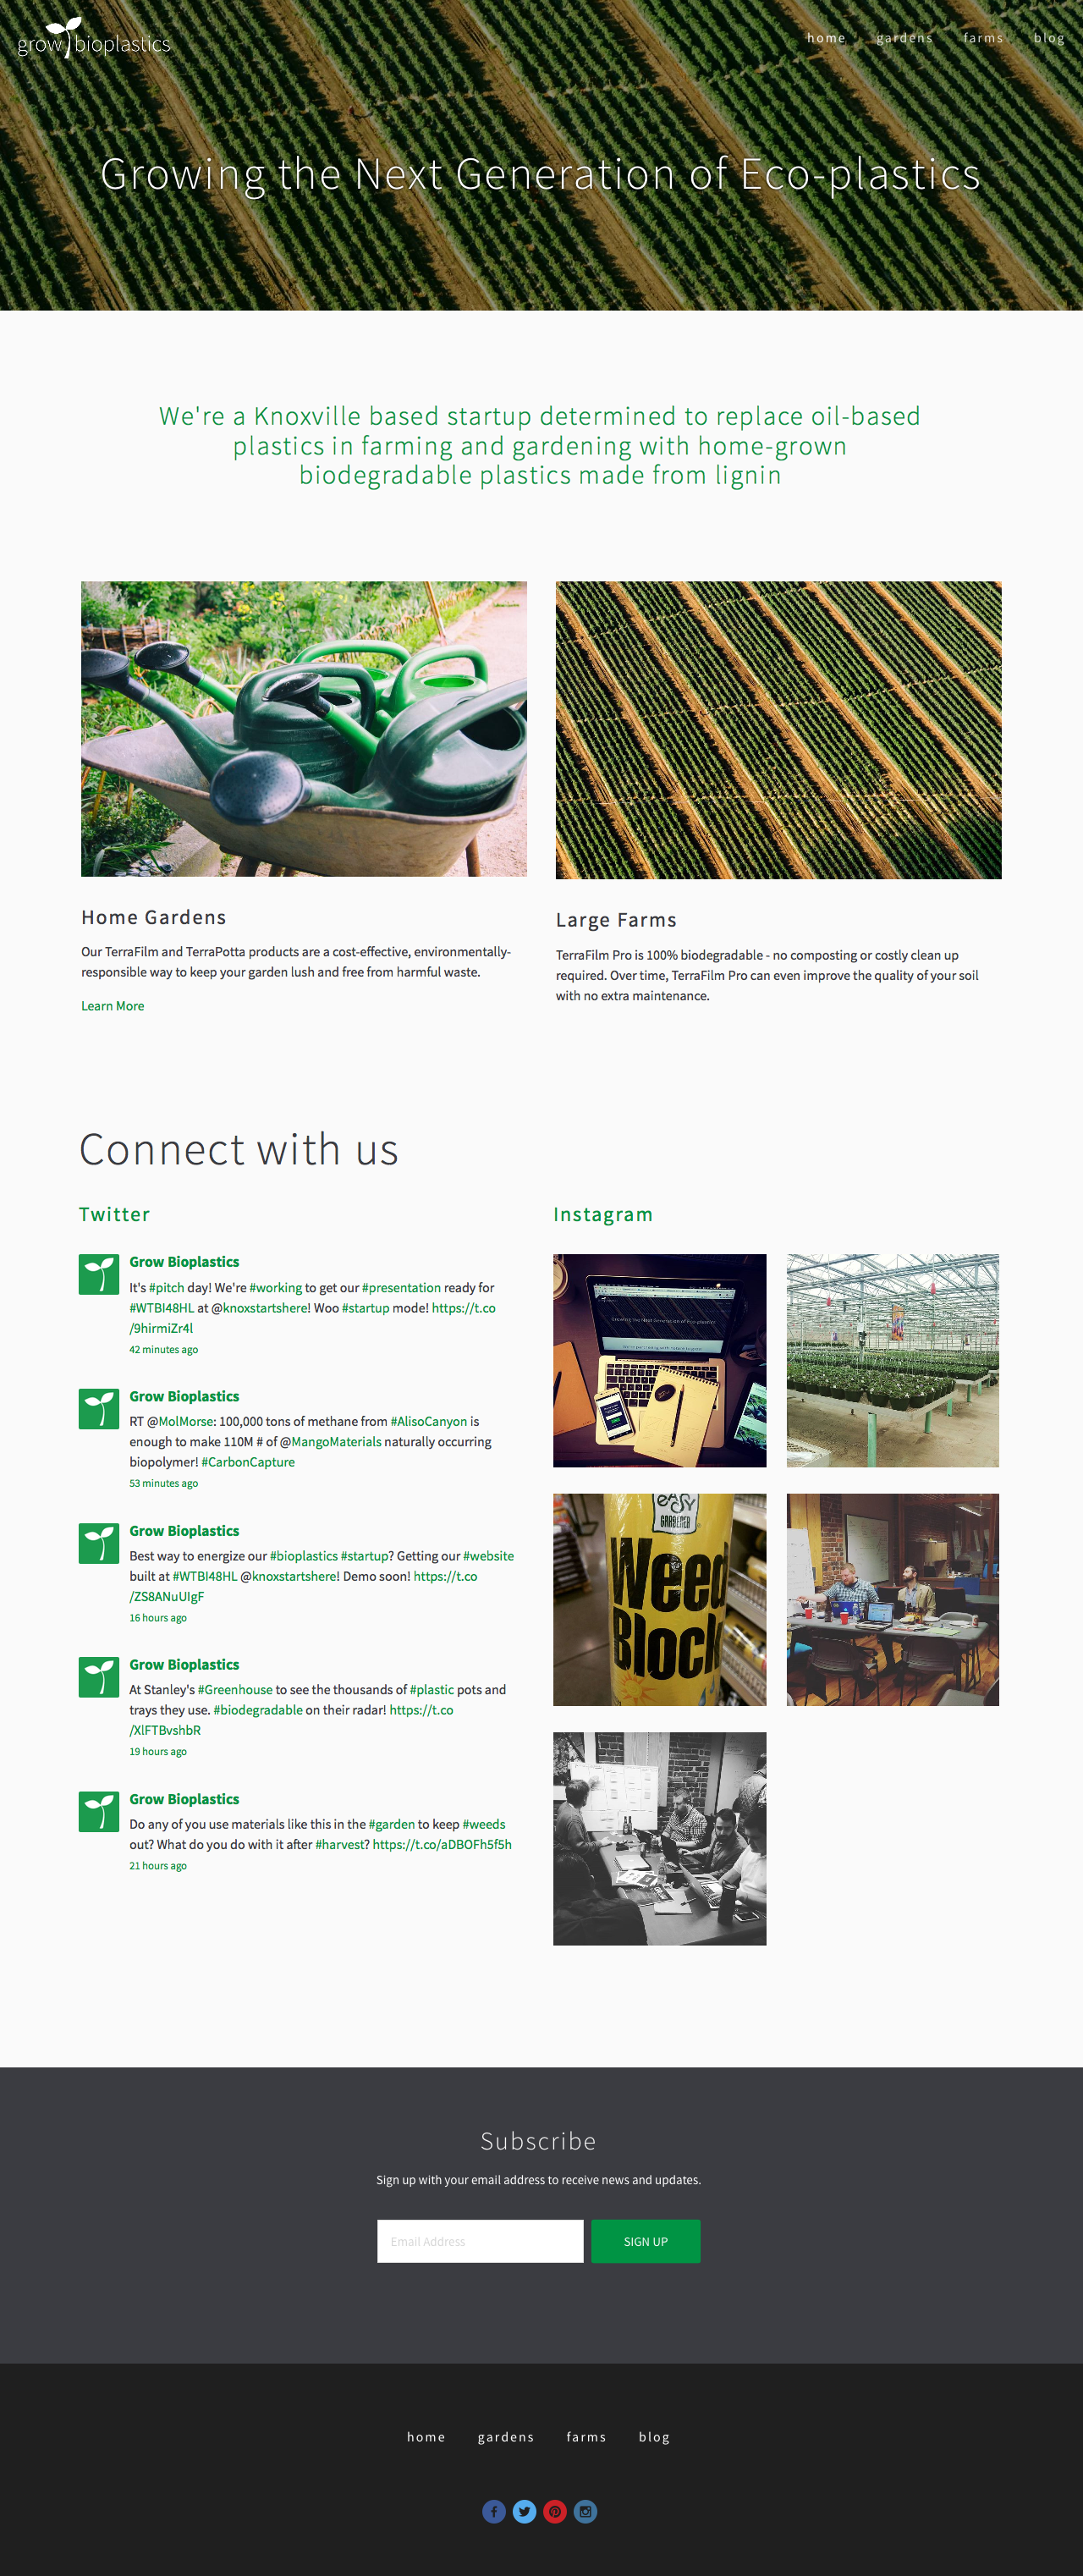 grow bioplastics
home gardens farms blog
Growing the Next Generation of Eco-plastics
We're a Knoxville based startup determined to replace oil-based
plastics in farming and gardening with home-grown
biodegradable plastics made from lignin
Home Gardens
Our TerraFilm and TerraPotta products are a cost-effective, environmentally-
responsible way to keep your garden lush and free from harmful waste.
Learn More
Large Farms
TerraFilm Pro is 100% biodegradable - no composting or costly clean up
required. Over time, TerraFilm Pro can even improve the quality of your soil
with no extra maintenance.
Connect with us
Twitter
Grow Bioplastics
It's #pitch day! We're #working to get our #presentation ready for
#WTBI48HL at @knoxstartshere! Woo #startup mode! https://t.co
/9hirmiZr4l
42 minutes ago
Grow Bioplastics
RT @MolMorse: 100,000 tons of methane from #AlisoCanyon is
enough to make 110M # of @MangoMaterials naturally occurring
biopolymer! #CarbonCapture
53 minutes ago
Grow Bioplastics
Best way to energize our #bioplastics #startup? Getting our #website
built at #WTBI48HL @knoxstartshere! Demo soon! https://t.co
/ZS8ANuUIgF
16 hours ago
Grow Bioplastics
At Stanley's #Greenhouse to see the thousands of #plastic pots and
trays they use. #biodegradable on their radar! https://t.co
/XlFTBvshbR
19 hours ago
Grow Bioplastics
Do any of you use materials like this in the #garden to keep #weeds
out? What do you do with it after #harvest? https://t.co/aDBOFh5f5h
21 hours ago
Instagram
Growing the Next Generation of Eco-plastics
easy
GARDENER
Weed
Block
Subscribe
Sign up with your email address to receive news and updates.
Email Address
SIGN UP
home gardens farms blog